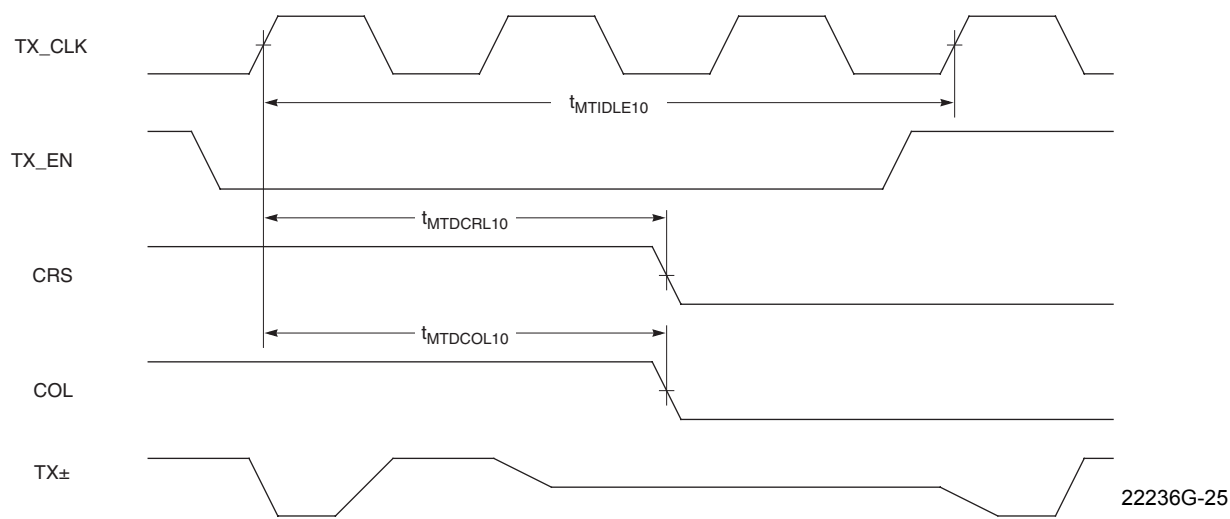 TX_CLK
tMTIDLE10
TX_EN
tMTDCRL10
CRS
tMTDCOL10
COL
TX±
22236G-25